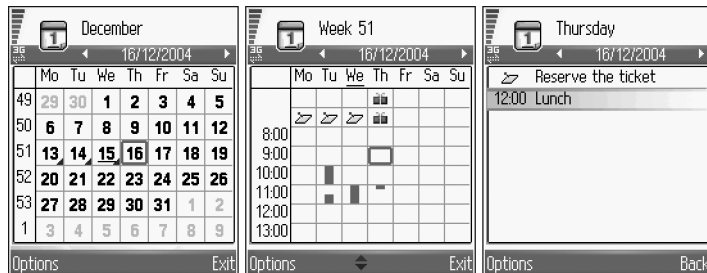 December
3G
16/12/2004
Mo Tu We Th Fr Sa Su
49 29 30 1 2 3 4 5
50 6 7 8 9 10 11 12
51 13 14 15 16 17 18 19
52 20 21 22 23 24 25 26
53 27 28 29 30 31 1 2
1 3 4 5 6 7 8 9
Options Exit
Week 51
3G
16/12/2004
Mo Tu We Th Fr Sa Su
8:00
9:00
10:00
11:00
12:00
13:00
Options Exit
Thursday
3G
16/12/2004
Reserve the ticket
12:00 Lunch
Options Back